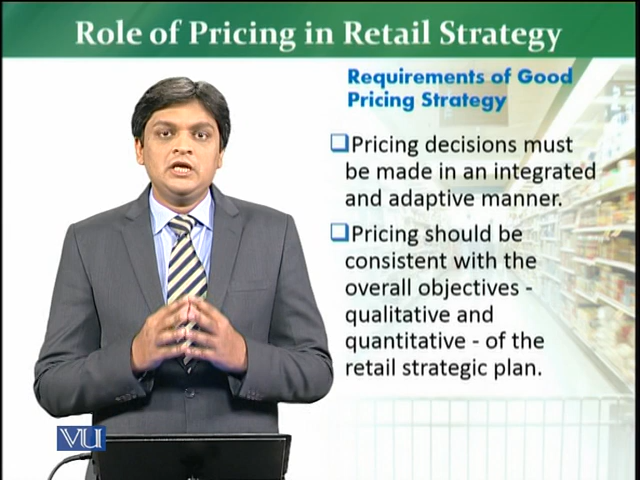 Role of Pricing in Retail Strategy
Requirements of Good
Pricing Strategy
❑Pricing decisions must
be made in an integrated
and adaptive manner.
❑Pricing should be
consistent with the
overall objectives -
qualitative and
quantitative - of the
retail strategic plan.
VU